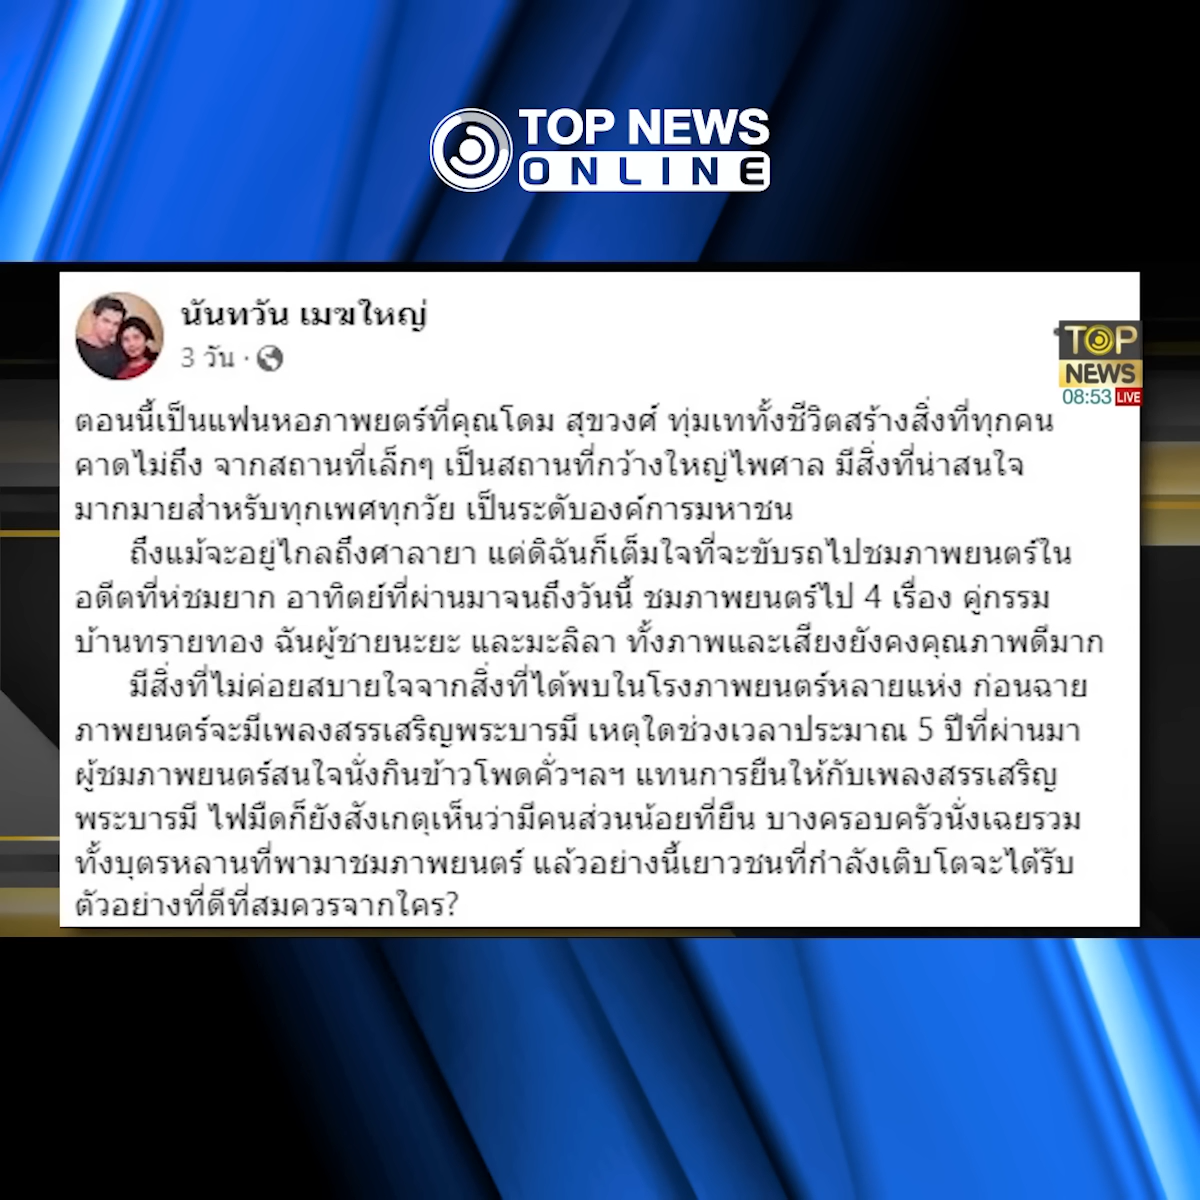 TOP NEWS
ONLINE
นันทวัน เมฆใหญ่
3 วัน ·
TOP
NEWS
08:53 LIVE
ตอนนี้เป็นแฟนหอภาพยตร์ที่คุณโดม สุขวงศ์ ทุ่มเททั้งชีวิตสร้างสิ่งที่ทุกคน
คาดไม่ถึง จากสถานที่เล็กๆ เป็นสถานที่กว้างใหญ่ไพศาล มีสิ่งที่น่าสนใจ
มากมายสำหรับทุกเพศทุกวัย เป็นระดับองค์การมหาชน
ถึงแม้จะอยู่ไกลถึงศาลายา แต่ดิฉันก็เต็มใจที่จะขับรถไปชมภาพยนตร์ใน
อดีตที่ห่ชมยาก อาทิตย์ที่ผ่านมาจนถึงวันนี้ ชมภาพยนตร์ไป 4 เรื่อง คู่กรรม
บ้านทรายทอง ฉันผู้ชายนะยะ และมะลิลา ทั้งภาพและเสียงยังคงคุณภาพดีมาก
มีสิ่งที่ไม่ค่อยสบายใจจากสิ่งที่ได้พบในโรงภาพยนตร์หลายแห่ง ก่อนฉาย
ภาพยนตร์จะมีเพลงสรรเสริญพระบารมี เหตุใดช่วงเวลาประมาณ 5 ปีที่ผ่านมา
ผู้ชมภาพยนตร์สนใจนั่งกินข้าวโพดคั่วฯลฯ แทนการยืนให้กับเพลงสรรเสริญ
พระบารมี ไฟมืดก็ยังสังเกตุเห็นว่ามีคนส่วนน้อยที่ยืน บางครอบครัวนั่งเฉยรวม
ทั้งบุตรหลานที่พามาชมภาพยนตร์ แล้วอย่างนี้เยาวชนที่กำลังเติบโตจะได้รับ
ตัวอย่างที่ดีที่สมควรจากใคร?